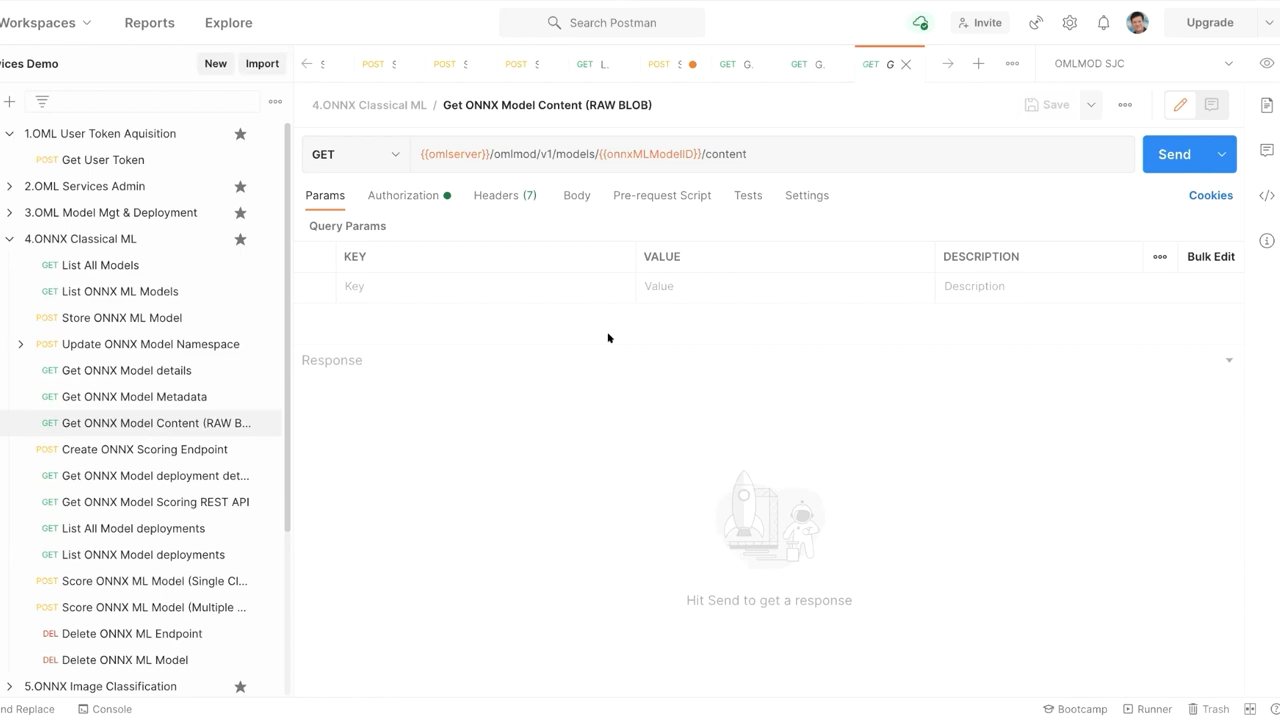 Workspaces Reports Explore Search Postman Invite Upgrade
ices Demo New Import
S POST S POST S POST S GET L. POST S GET G. GET G. GET G OMLMOD SJC
4.ONNX Classical ML / Get ONNX Model Content (RAW BLOB) Save
GET {{omlserver}}/omlmod/v1/models/{{onnxMLModelID}}/content Send
Params Authorization Headers (7) Body Pre-request Script Tests Settings Cookies
Query Params
KEY VALUE DESCRIPTION Bulk Edit
Key Value Description
Response
Hit Send to get a response
1.OML User Token Aquisition
POST Get User Token
2.OML Services Admin
3.OML Model Mgt & Deployment
4.ONNX Classical ML
GET List All Models
GET List ONNX ML Models
POST Store ONNX ML Model
POST Update ONNX Model Namespace
GET Get ONNX Model details
GET Get ONNX Model Metadata
GET Get ONNX Model Content (RAW B...
POST Create ONNX Scoring Endpoint
GET Get ONNX Model deployment det...
GET Get ONNX Model Scoring REST API
GET List All Model deployments
GET List ONNX Model deployments
POST Score ONNX ML Model (Single Cl...
POST Score ONNX ML Model (Multiple ...
DEL Delete ONNX ML Endpoint
DEL Delete ONNX ML Model
5.ONNX Image Classification
nd Replace Console Bootcamp Runner Trash